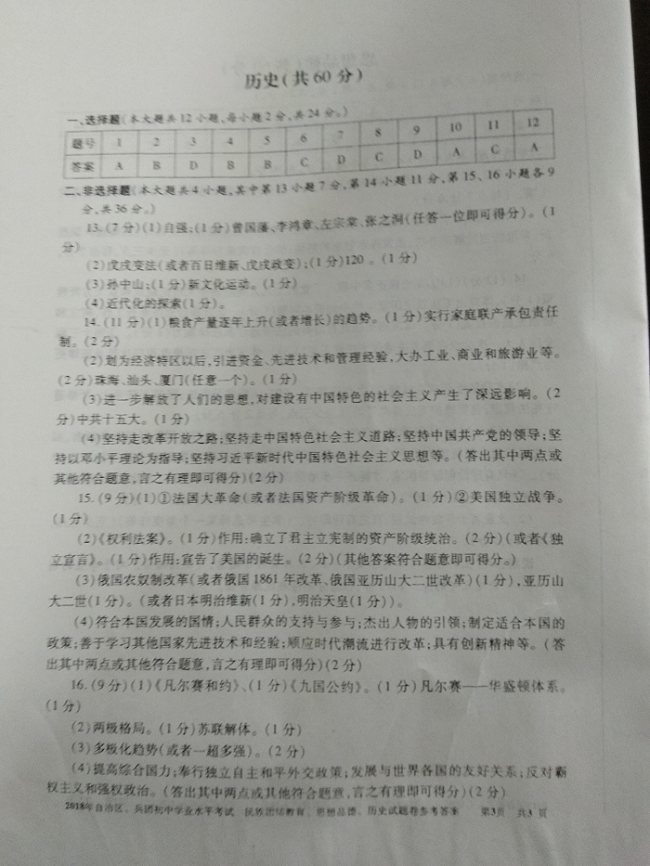 历史(共60分)
一、选择题(本大题共12小题,每小题2分,共24分。)
题号 1 2 3 4 5 6 7 8 9 10 11 12
答案 A B D B B C D C D A C A
二、非选择题(本大题共4小题,其中第13小题7分,第14小题11分,第15、16小题各9
分,共36分。)
13.(7分)(1)自强;(1分)曾国藩、李鸿章、左宗棠、张之洞(任答一位即可得分)。(1
分)
(2)戊戌变法(或者百日维新、戊戌政变);(1分)120。(1分)
(3)孙中山;(1分)新文化运动。(1分)
(4)近代化的探索(1分)。
14.(11分)(1)粮食产量逐年上升(或者增长)的趋势。(1分)实行家庭联产承包责任
制。(2分)
(2)划为经济特区以后,引进资金、先进技术和管理经验,大办工业、商业和旅游业等。
(2分)珠海、汕头、厦门(任意一个)。(1分)
(3)进一步解放了人们的思想,对建设有中国特色的社会主义产生了深远影响。(2
分)中共十五大。(1分)
(4)坚持走改革开放之路;坚持走中国特色社会主义道路;坚持中国共产党的领导;坚
持以邓小平理论为指导;坚持习近平新时代中国特色社会主义思想等。(答出其中两点或
其他符合题意,言之有理即可得分)(2分)
15.(9分)(1)①法国大革命(或者法国资产阶级革命)。(1分)②美国独立战争。
(1分)
(2)《权利法案》。(1分)作用:确立了君主立宪制的资产阶级统治。(2分)(或者《独
立宣言》。(1分)作用:宣告了美国的诞生。(2分)(其他答案符合题意即可得分。)
(3)俄国农奴制改革(或者俄国1861年改革、俄国亚历山大二世改革)(1分),亚历山
大二世(1分)。(或者日本明治维新(1分),明治天皇(1分))。
(4)符合本国发展的国情;人民群众的支持与参与;杰出人物的引领;制定适合本国的
政策;善于学习其他国家先进技术和经验;顺应时代潮流进行改革;具有创新精神等。(答
出其中两点或其他符合题意,言之有理即可得分)(2分)
16.(9分)(1)《凡尔赛和约》、(1分)《九国公约》。(1分)凡尔赛——华盛顿体系。
(1分)
(2)两极格局。(1分)苏联解体。(1分)
(3)多极化趋势(或者一超多强)。(2分)
(4)提高综合国力;奉行独立自主和平外交政策;发展与世界各国的友好关系;反对霸
权主义和强权政治。(答出其中两点或其他符合题意,言之有理即可得分)(2分)
2018年自治区、兵团初中学业水平考试 民族团结教育、思想品德、历史试题卷参考答案 第3页 共3页